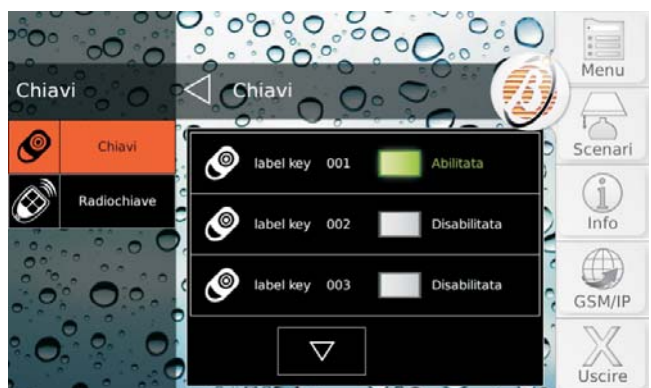 Chiavi
Chiavi
Menu
Chiavi
Radiochiave
label key 001 Abilitata
label key 002 Disabilitata
label key 003 Disabilitata
Scenari
Info
GSM/IP
Uscire